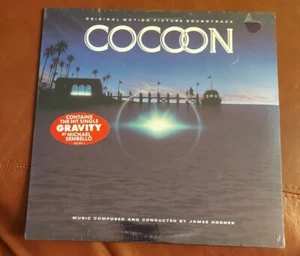 ORIGINAL MOTION PICTURE SOUNDTRACK
COCOON
CONTAINS
THE HIT SINGLE
GRAVITY
BY MICHAEL
SEMBELLO
MUSIC COMPOSED AND CONDUCTED BY JAMES HORNER